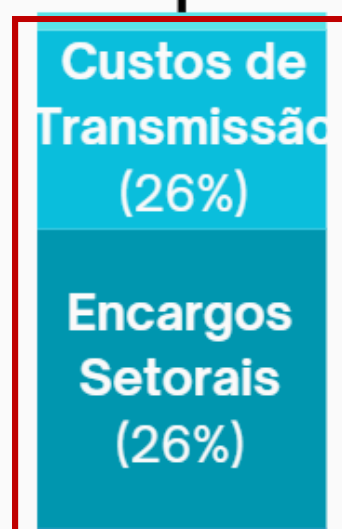 Custos de
Transmissão
(26%)
Encargos
Setorais
(26%)